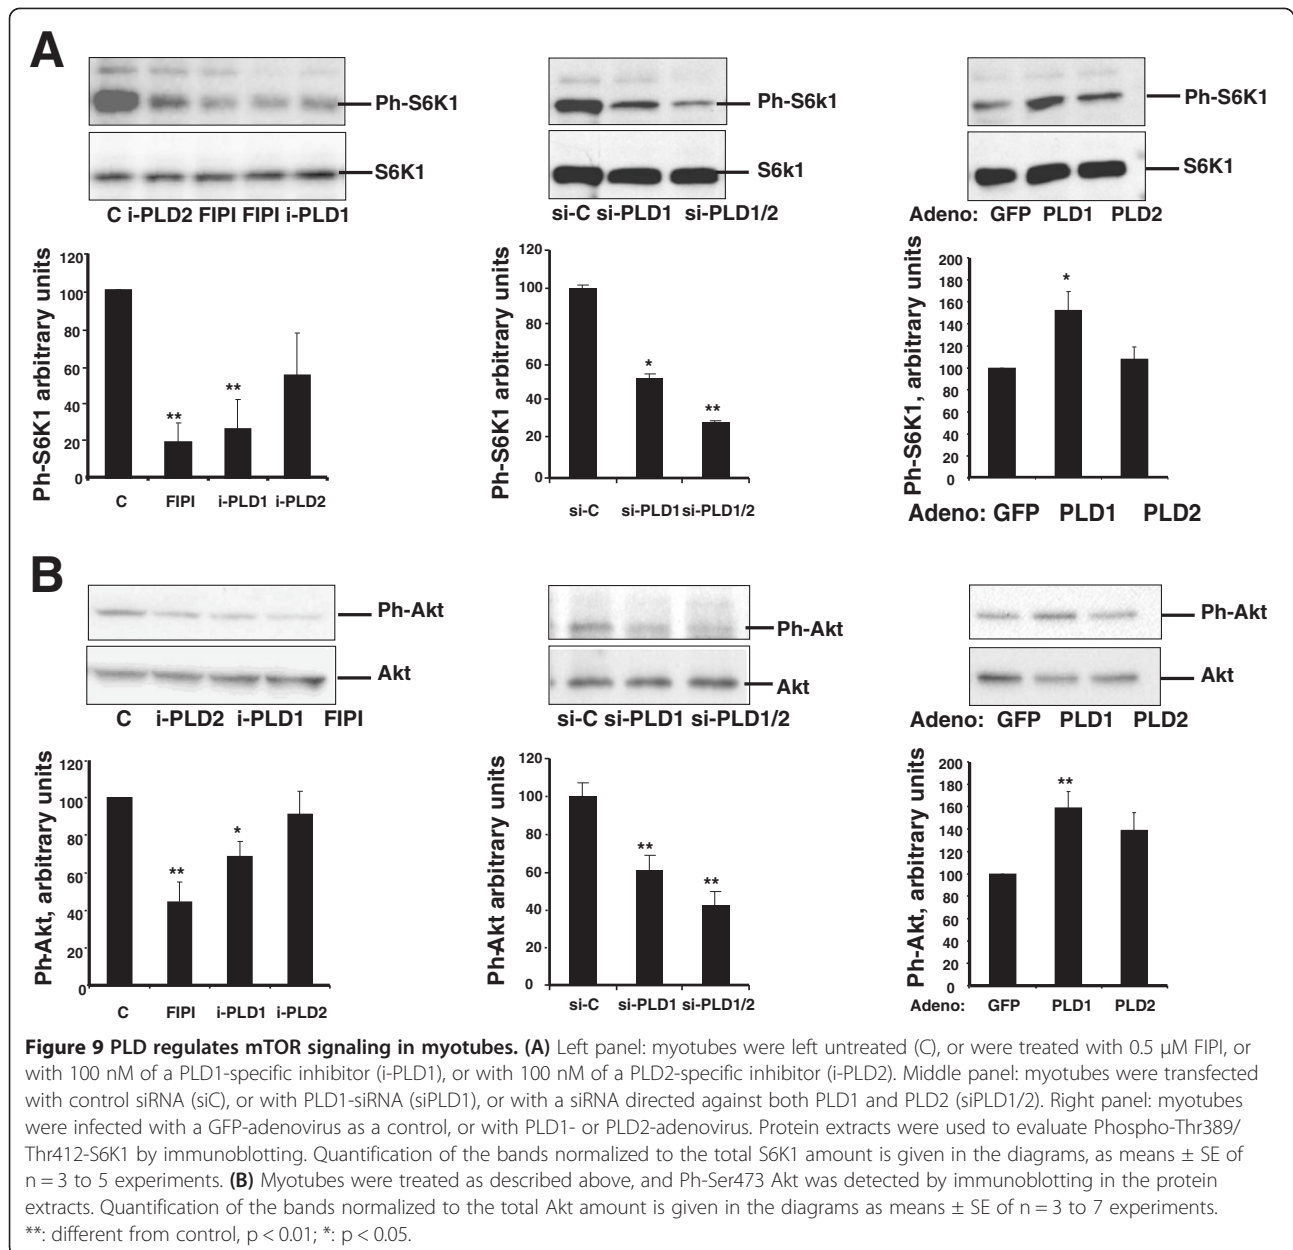 A
Ph-S6K1
S6K1
C i-PLD2 FIPI FIPI i-PLD1
Ph-S6K1 arbitrary units
120
100
80
60
40
20
0
**
**
C FIPI i-PLD1 i-PLD2
Ph-S6k1
S6k1
si-C si-PLD1 si-PLD1/2
Ph-S6K1 arbitrary units
120
100
80
60
40
20
0
*
**
si-C si-PLD1 si-PLD1/2
Ph-S6K1
S6K1
Adeno: GFP PLD1 PLD2
Ph-S6K1, arbitrary units
200
180
160
140
120
100
80
60
40
20
0
*
Adeno: GFP PLD1 PLD2
B
Ph-Akt
Akt
C i-PLD2 i-PLD1 FIPI
Ph-Akt, arbitrary units
120
100
80
60
40
20
0
**
*
C FIPI i-PLD1 i-PLD2
Ph-Akt
Akt
si-C si-PLD1 si-PLD1/2
Ph-Akt arbitrary units
120
100
80
60
40
20
0
**
**
si-C si-PLD1 si-PLD1/2
Ph-Akt
Akt
Adeno: GFP PLD1 PLD2
Ph-Akt, arbitrary units
200
180
160
140
120
100
80
60
40
20
0
**
Adeno: GFP PLD1 PLD2
Figure 9 PLD regulates mTOR signaling in myotubes. (A) Left panel: myotubes were left untreated (C), or were treated with 0.5 μM FIPI, or
with 100 nM of a PLD1-specific inhibitor (i-PLD1), or with 100 nM of a PLD2-specific inhibitor (i-PLD2). Middle panel: myotubes were transfected
with control siRNA (siC), or with PLD1-siRNA (siPLD1), or with a siRNA directed against both PLD1 and PLD2 (siPLD1/2). Right panel: myotubes
were infected with a GFP-adenovirus as a control, or with PLD1- or PLD2-adenovirus. Protein extracts were used to evaluate Phospho-Thr389/
Thr412-S6K1 by immunoblotting. Quantification of the bands normalized to the total S6K1 amount is given in the diagrams, as means ± SE of
n = 3 to 5 experiments. (B) Myotubes were treated as described above, and Ph-Ser473 Akt was detected by immunoblotting in the protein
extracts. Quantification of the bands normalized to the total Akt amount is given in the diagrams as means ± SE of n = 3 to 7 experiments.
**: different from control, p < 0.01; *: p < 0.05.